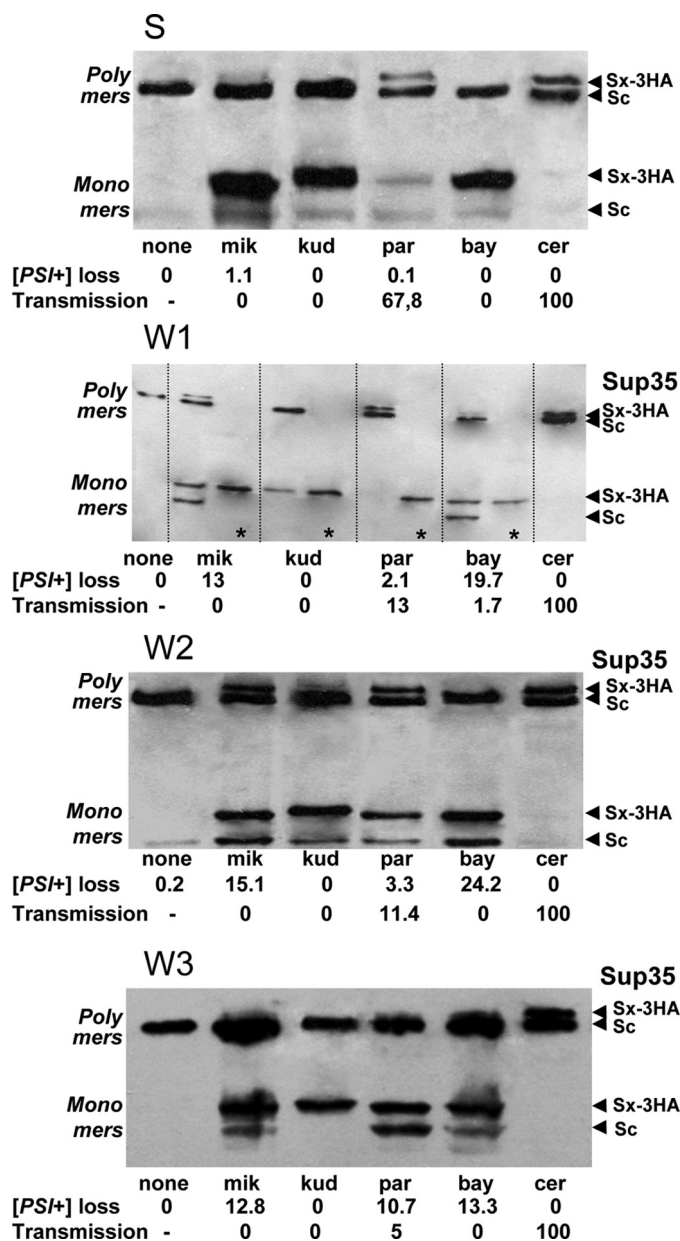 S
Poly
mers
Sx-3HA
Sc
Mono
mers
Sx-3HA
Sc
none mik kud par bay cer
[PSI+] loss 0 1.1 0 0.1 0 0
Transmission - 0 0 67,8 0 100
W1
Sup35
Poly
mers
Sx-3HA
Sc
Mono
mers
Sx-3HA
Sc
* * * *
none mik kud par bay cer
[PSI+] loss 0 13 0 2.1 19.7 0
Transmission - 0 0 13 1.7 100
W2
Sup35
Poly
mers
Sx-3HA
Sc
Mono
mers
Sx-3HA
Sc
none mik kud par bay cer
[PSI+] loss 0.2 15.1 0 3.3 24.2 0
Transmission - 0 0 11.4 0 100
W3
Sup35
Poly
mers
Sx-3HA
Sc
Mono
mers
Sx-3HA
Sc
none mik kud par bay cer
[PSI+] loss 0 12.8 0 10.7 13.3 0
Transmission - 0 0 5 0 100